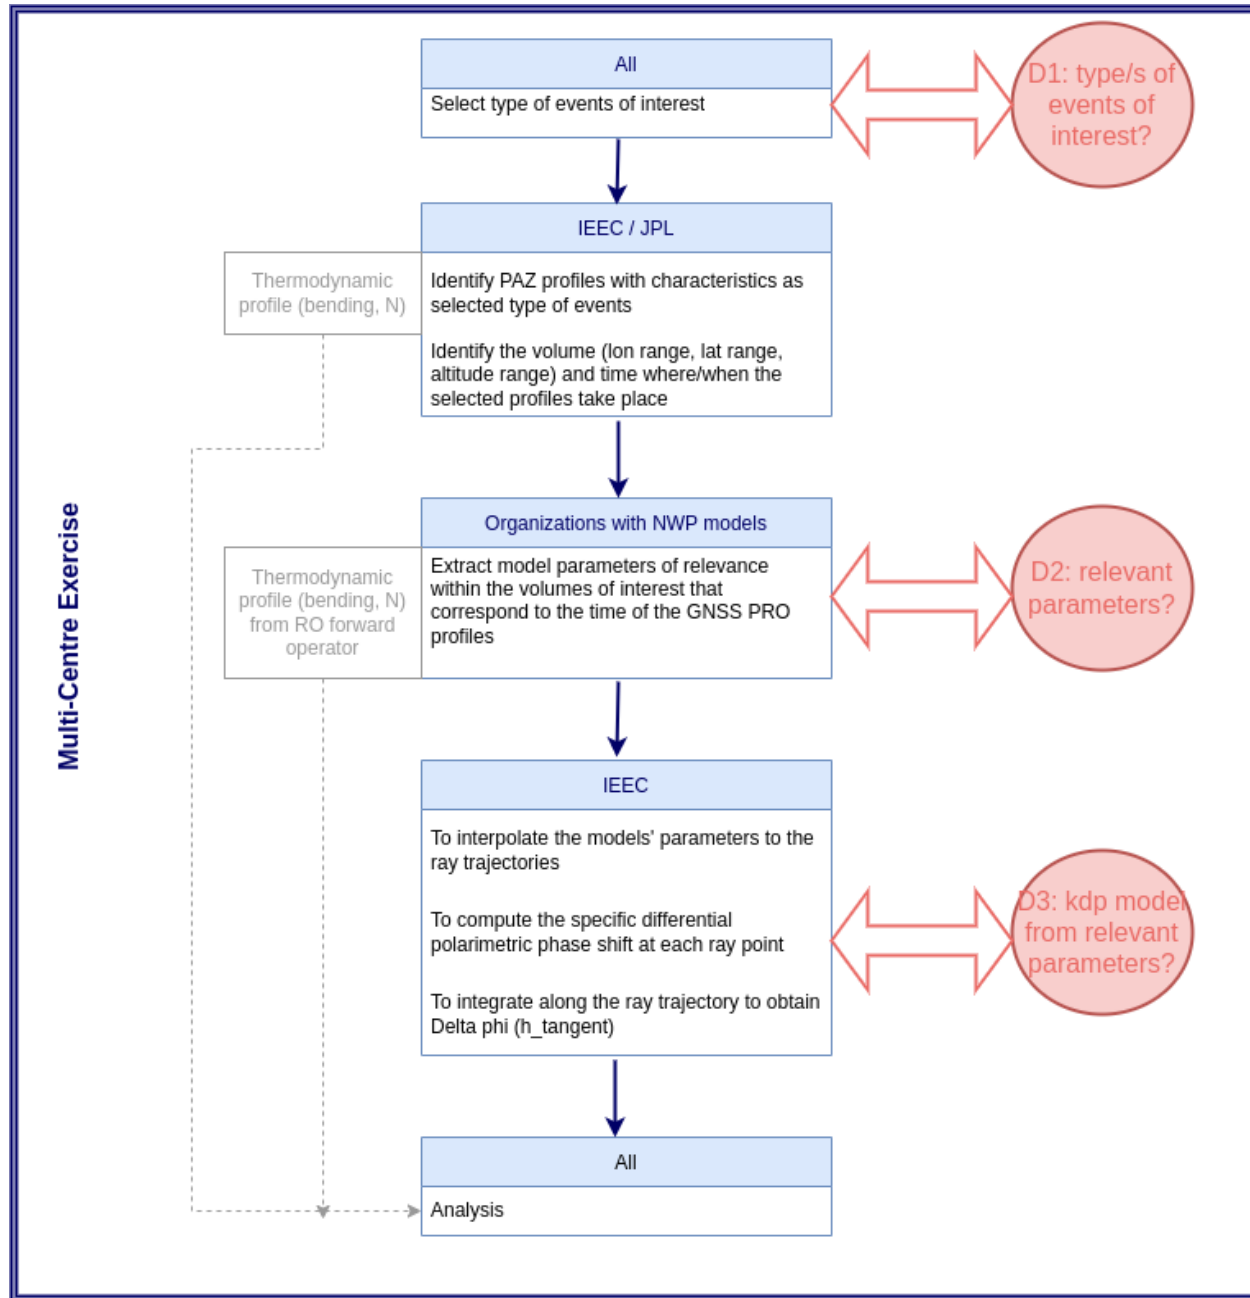 All
Select type of events of interest
D1: type/s of
events of
interest?
IEEC / JPL
Thermodynamic
profile (bending, N)
Identify PAZ profiles with characteristics as
selected type of events
Identify the volume (lon range, lat range,
altitude range) and time where/when the
selected profiles take place
Multi-Centre Exercise
Organizations with NWP models
Thermodynamic
profile (bending, N)
from RO forward
operator
Extract model parameters of relevance
within the volumes of interest that
correspond to the time of the GNSS PRO
profiles
D2: relevant
parameters?
IEEC
To interpolate the models' parameters to the
ray trajectories
To compute the specific differential
polarimetric phase shift at each ray point
To integrate along the ray trajectory to obtain
Delta phi (h_tangent)
D3: kdp model
from relevant
parameters?
All
Analysis